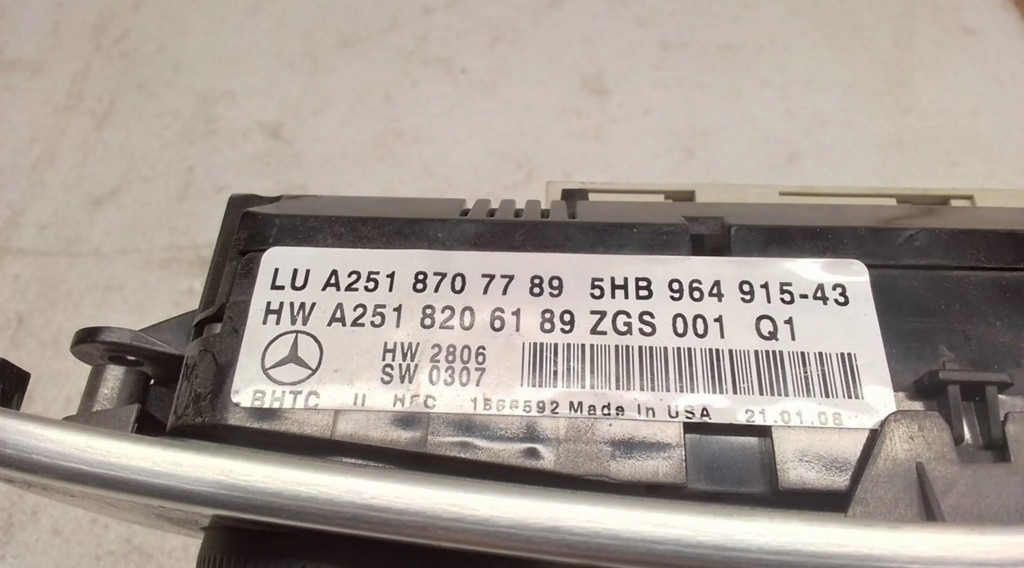 LU A251 870 77 89 5HB 964 915-43
HW A251 820 61 89 ZGS 001 Q1
HW 2806
SW 0307
BHTC II Made In USA 21.01.08